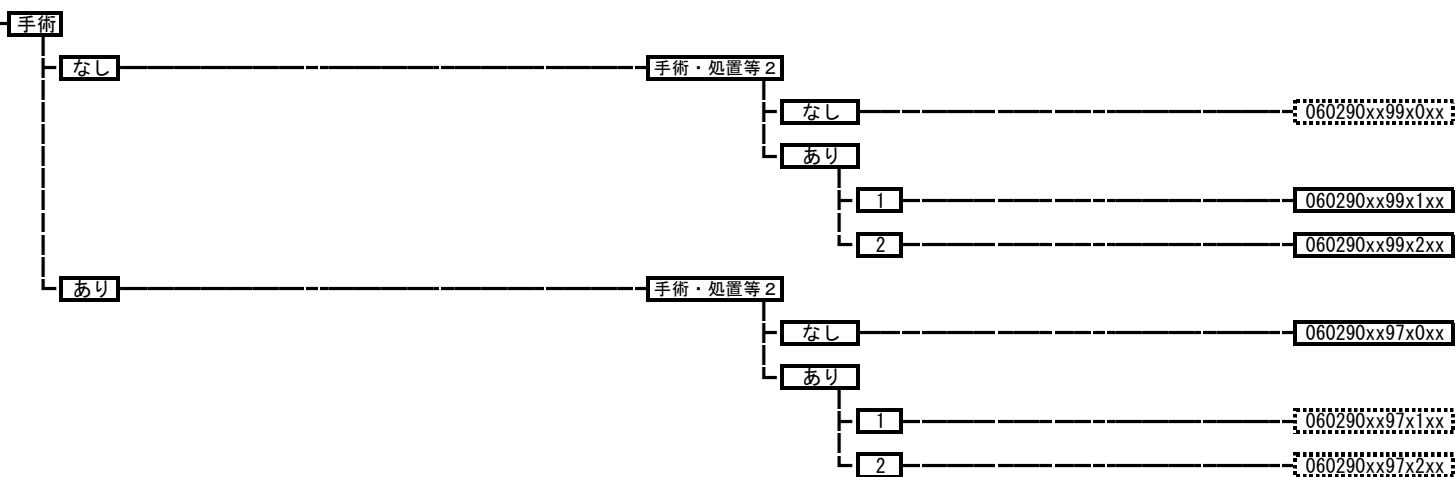 手術
なし 手術・処置等２
なし 060290xx99x0xx
あり
1 060290xx99x1xx
2 060290xx99x2xx
あり 手術・処置等２
なし 060290xx97x0xx
あり
1 060290xx97x1xx
2 060290xx97x2xx